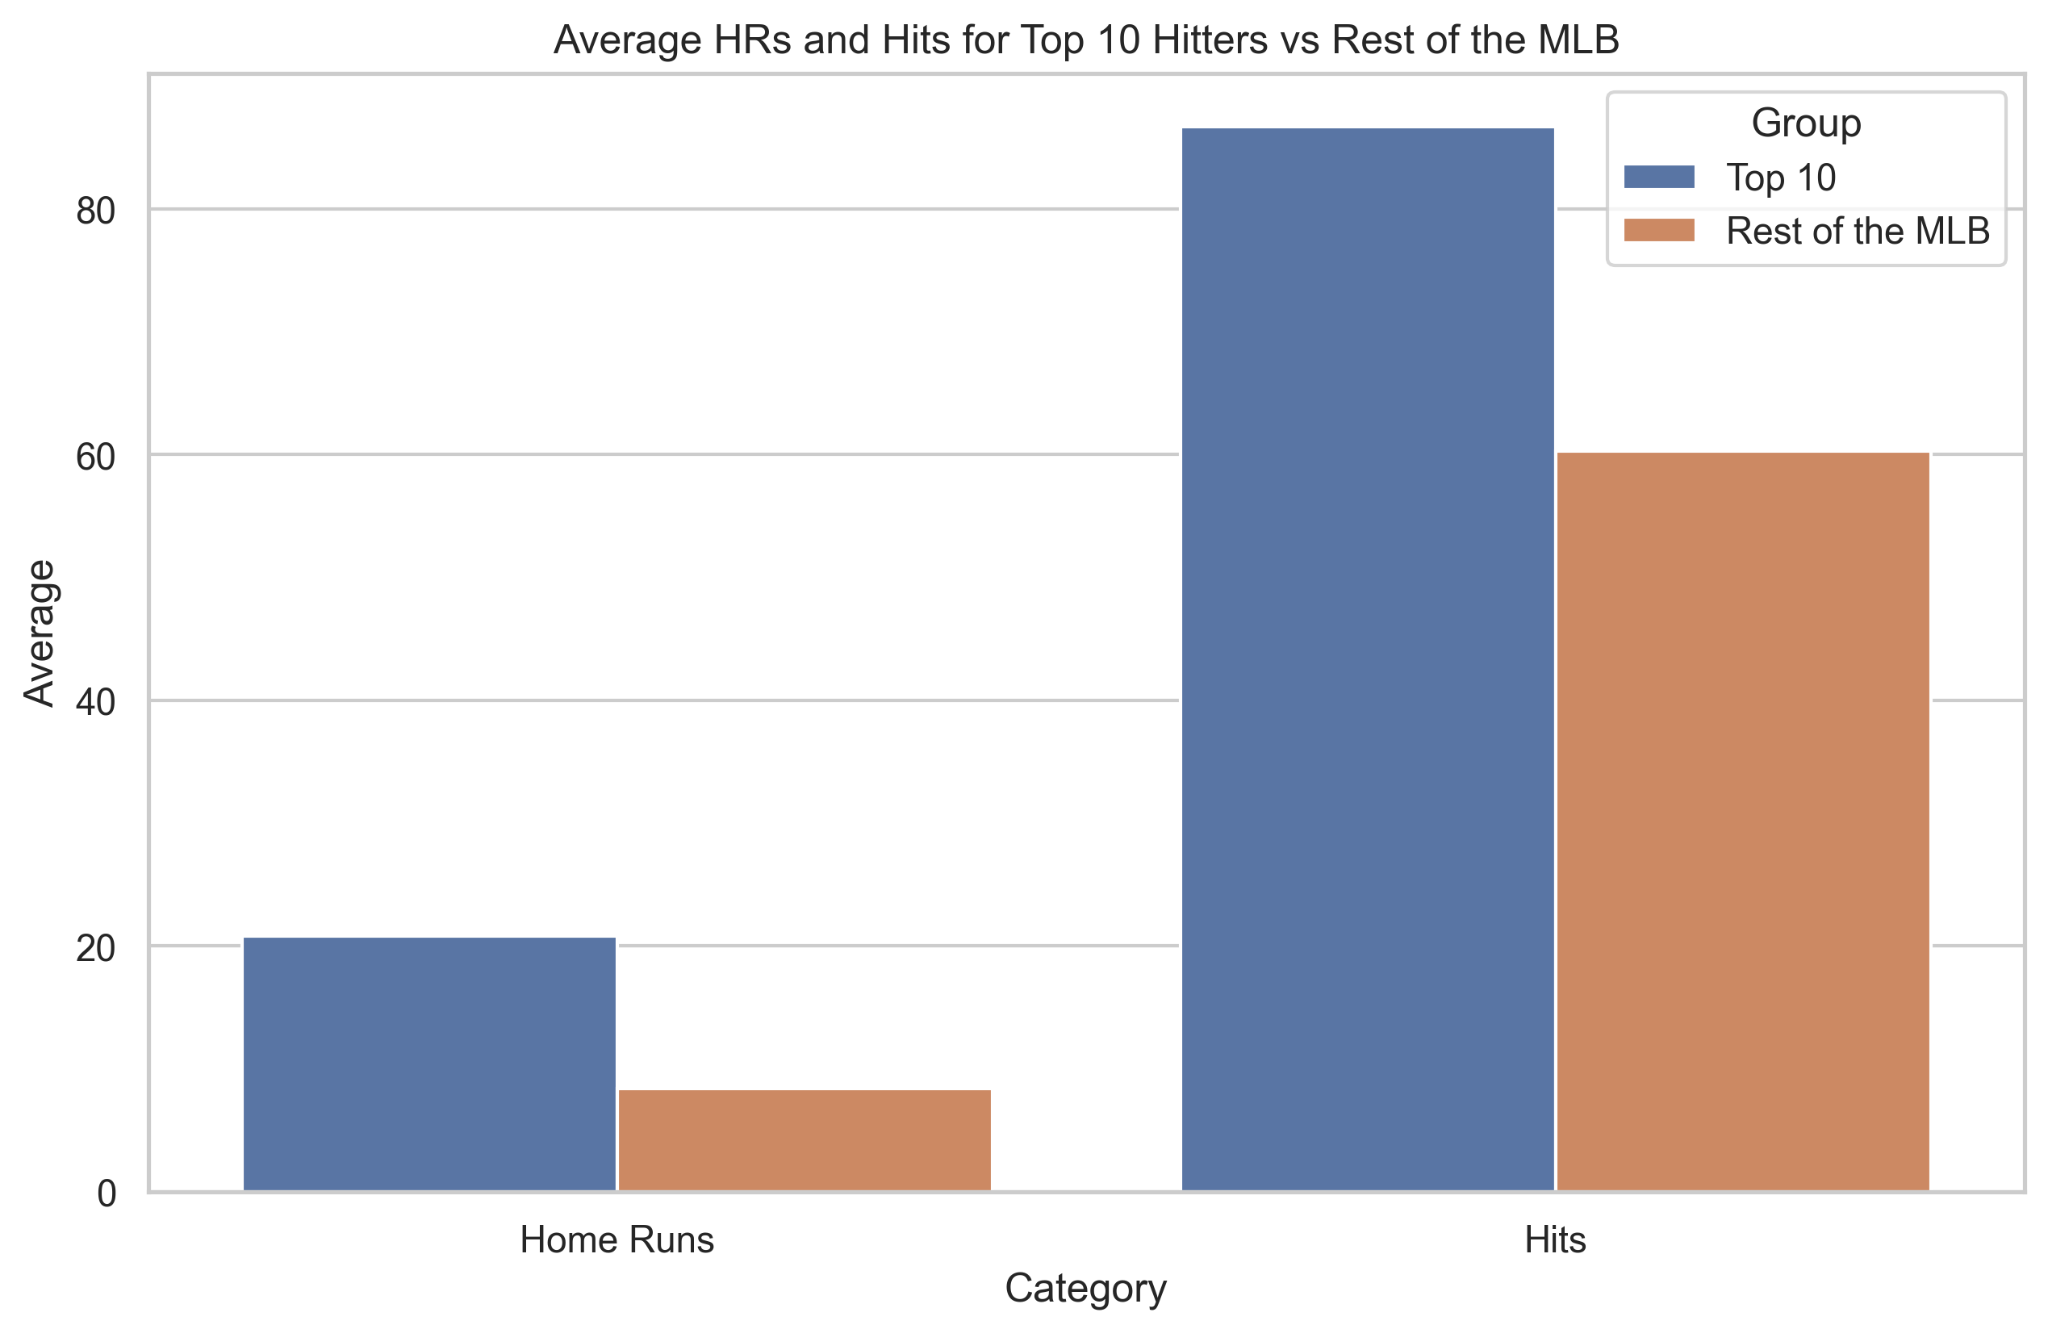 Average HRs and Hits for Top 10 Hitters vs Rest of the MLB
Group
Top 10
Rest of the MLB
80
60
40
20
0
Average
Home Runs
Hits
Category